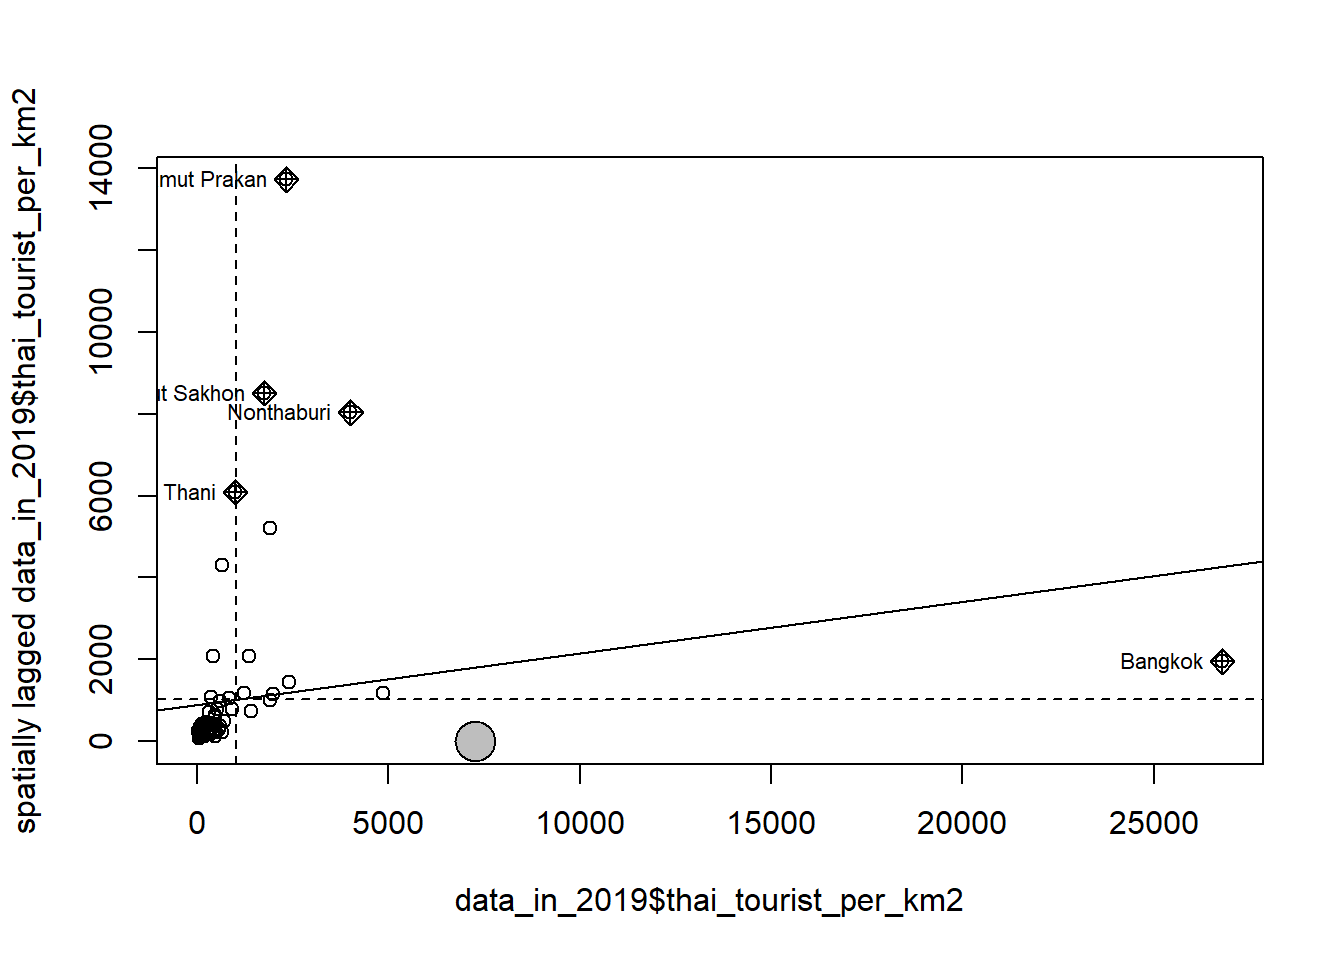 spatially lagged data_in_2019$thai_tourist_per_km2
14000
10000
6000
2000
0
mut Prakan
ut Sakhon
Nonthaburi
Thani
Bangkok
0 5000 10000 15000 20000 25000
data_in_2019$thai_tourist_per_km2